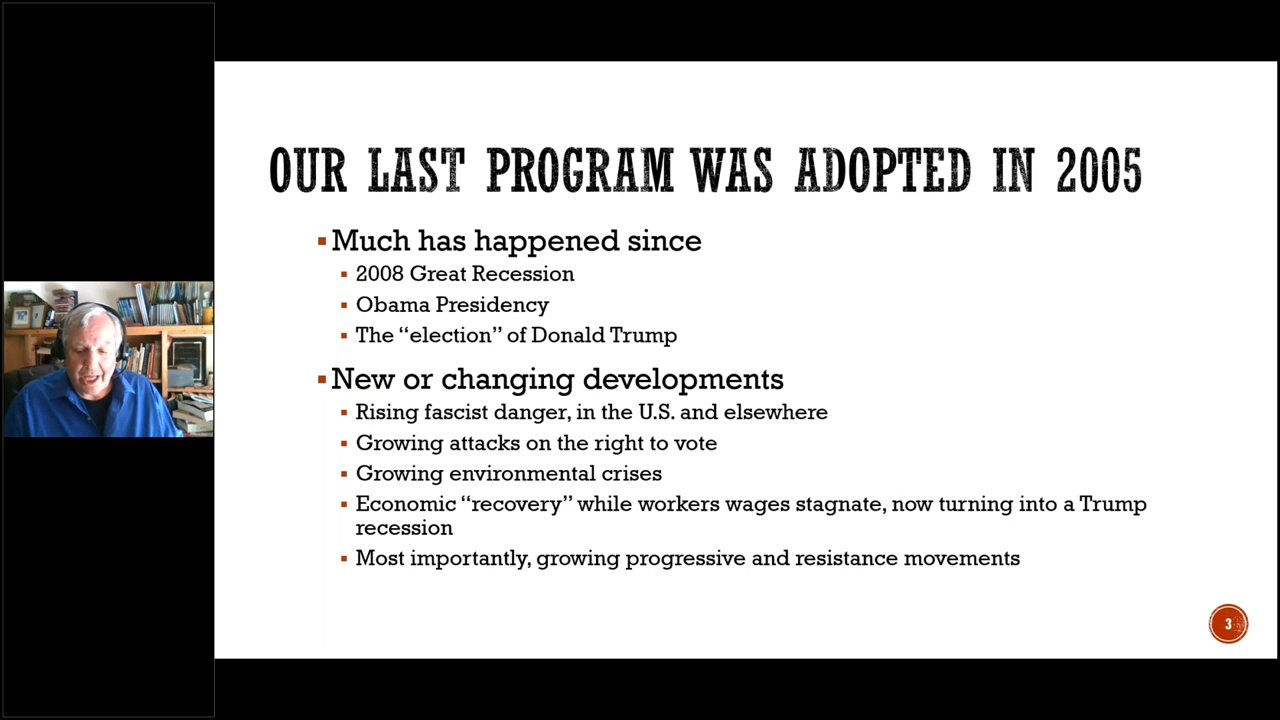 OUR LAST PROGRAM WAS ADOPTED IN 2005
Much has happened since
2008 Great Recession
Obama Presidency
The “election” of Donald Trump
New or changing developments
Rising fascist danger, in the U.S. and elsewhere
Growing attacks on the right to vote
Growing environmental crises
Economic “recovery” while workers wages stagnate, now turning into a Trump
recession
Most importantly, growing progressive and resistance movements
3